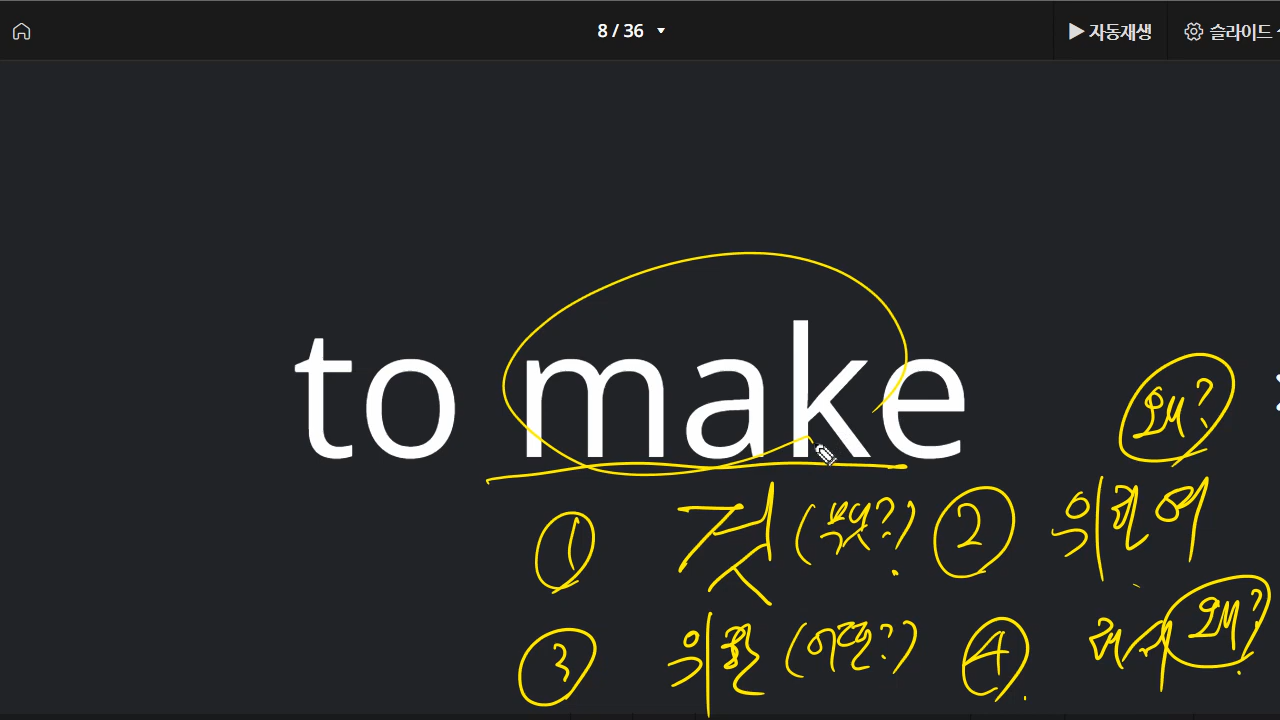 8 / 36
자동재생
슬라이드
to make
왜?
① 것 (무엇?) ② 위하여
③ 위한 (어떤?) ④ 해서 왜?